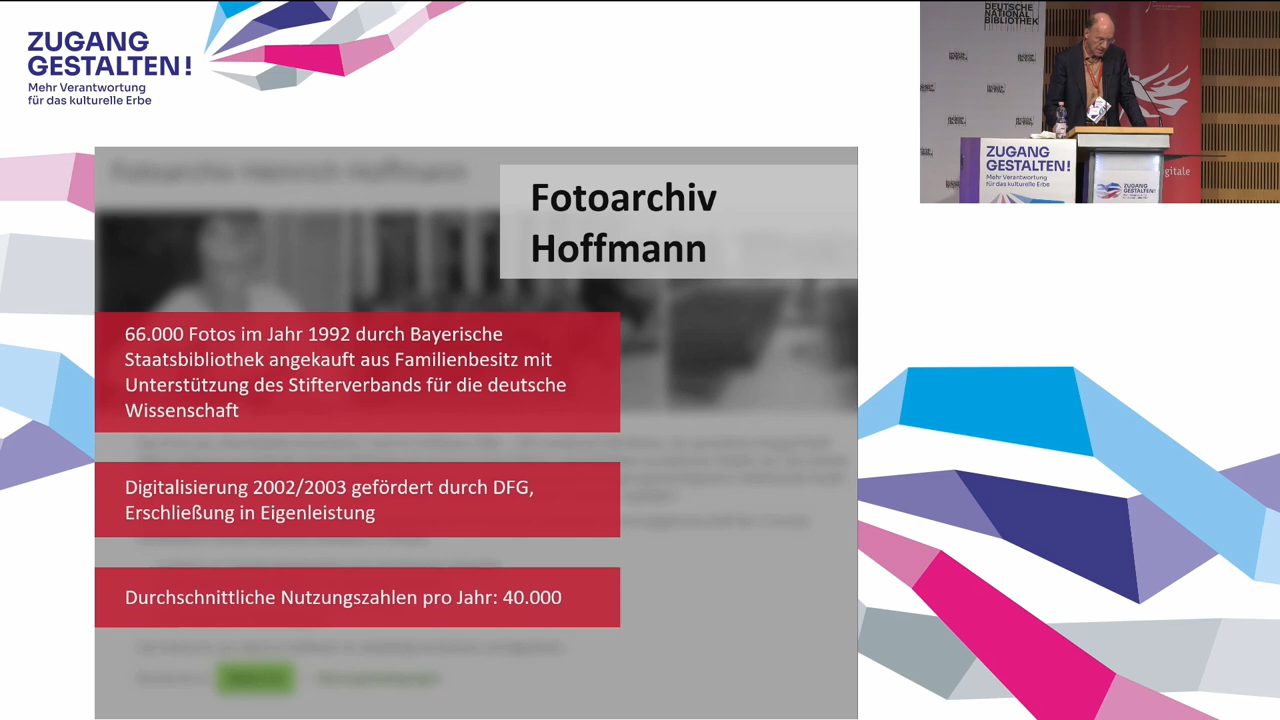 ZUGANG
GESTALTEN!
Mehr Verantwortung
für das kulturelle Erbe
DEUTSCHE
NATIONAL
BIBLIOTHEK
ZUGANG
GESTALTEN!
Mehr Verantwortung
für das kulturelle Erbe
ZUGANG
GESTALTEN!
Fotoarchiv
Hoffmann
66.000 Fotos im Jahr 1992 durch Bayerische
Staatsbibliothek angekauft aus Familienbesitz mit
Unterstützung des Stifterverbands für die deutsche
Wissenschaft
Digitalisierung 2002/2003 gefördert durch DFG,
Erschließung in Eigenleistung
Durchschnittliche Nutzungszahlen pro Jahr: 40.000